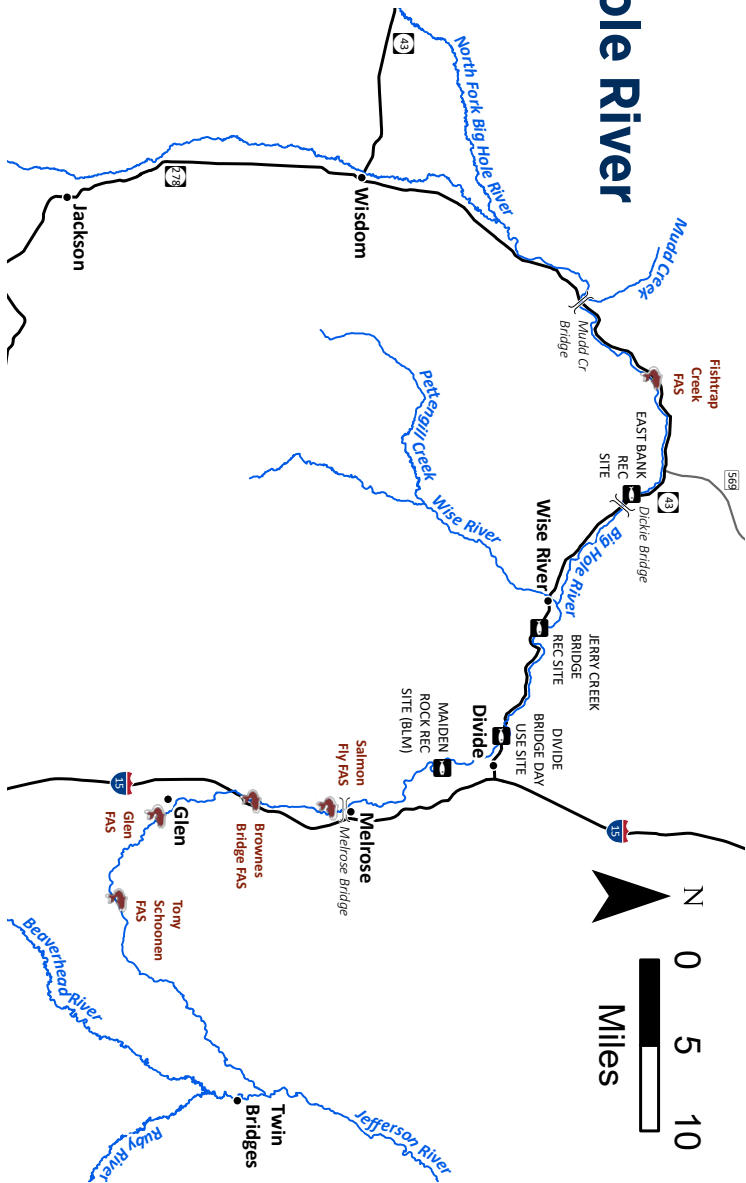 ole River
43
North Fork Big Hole River
278
Wisdom
Jackson
Mudd Creek
Mudd Cr
Bridge
Fishtrap
Creek
FAS
569
EAST BANK
REC
SITE
43
Dickie Bridge
Pettengill Creek
Wise River
Big Hole River
Wise River
JERRY CREEK
BRIDGE
REC SITE
DIVIDE
BRIDGE DAY
USE SITE
Divide
MAIDEN
ROCK REC
SITE (BLM)
15
Salmon
Fly FAS
Melrose
Melrose Bridge
Brownes
Bridge FAS
15
Glen
Glen
FAS
Tony
Schoonen
FAS
Beaverhead River
Twin
Bridges
Ruby River
Jefferson River
N
0 5 10
Miles